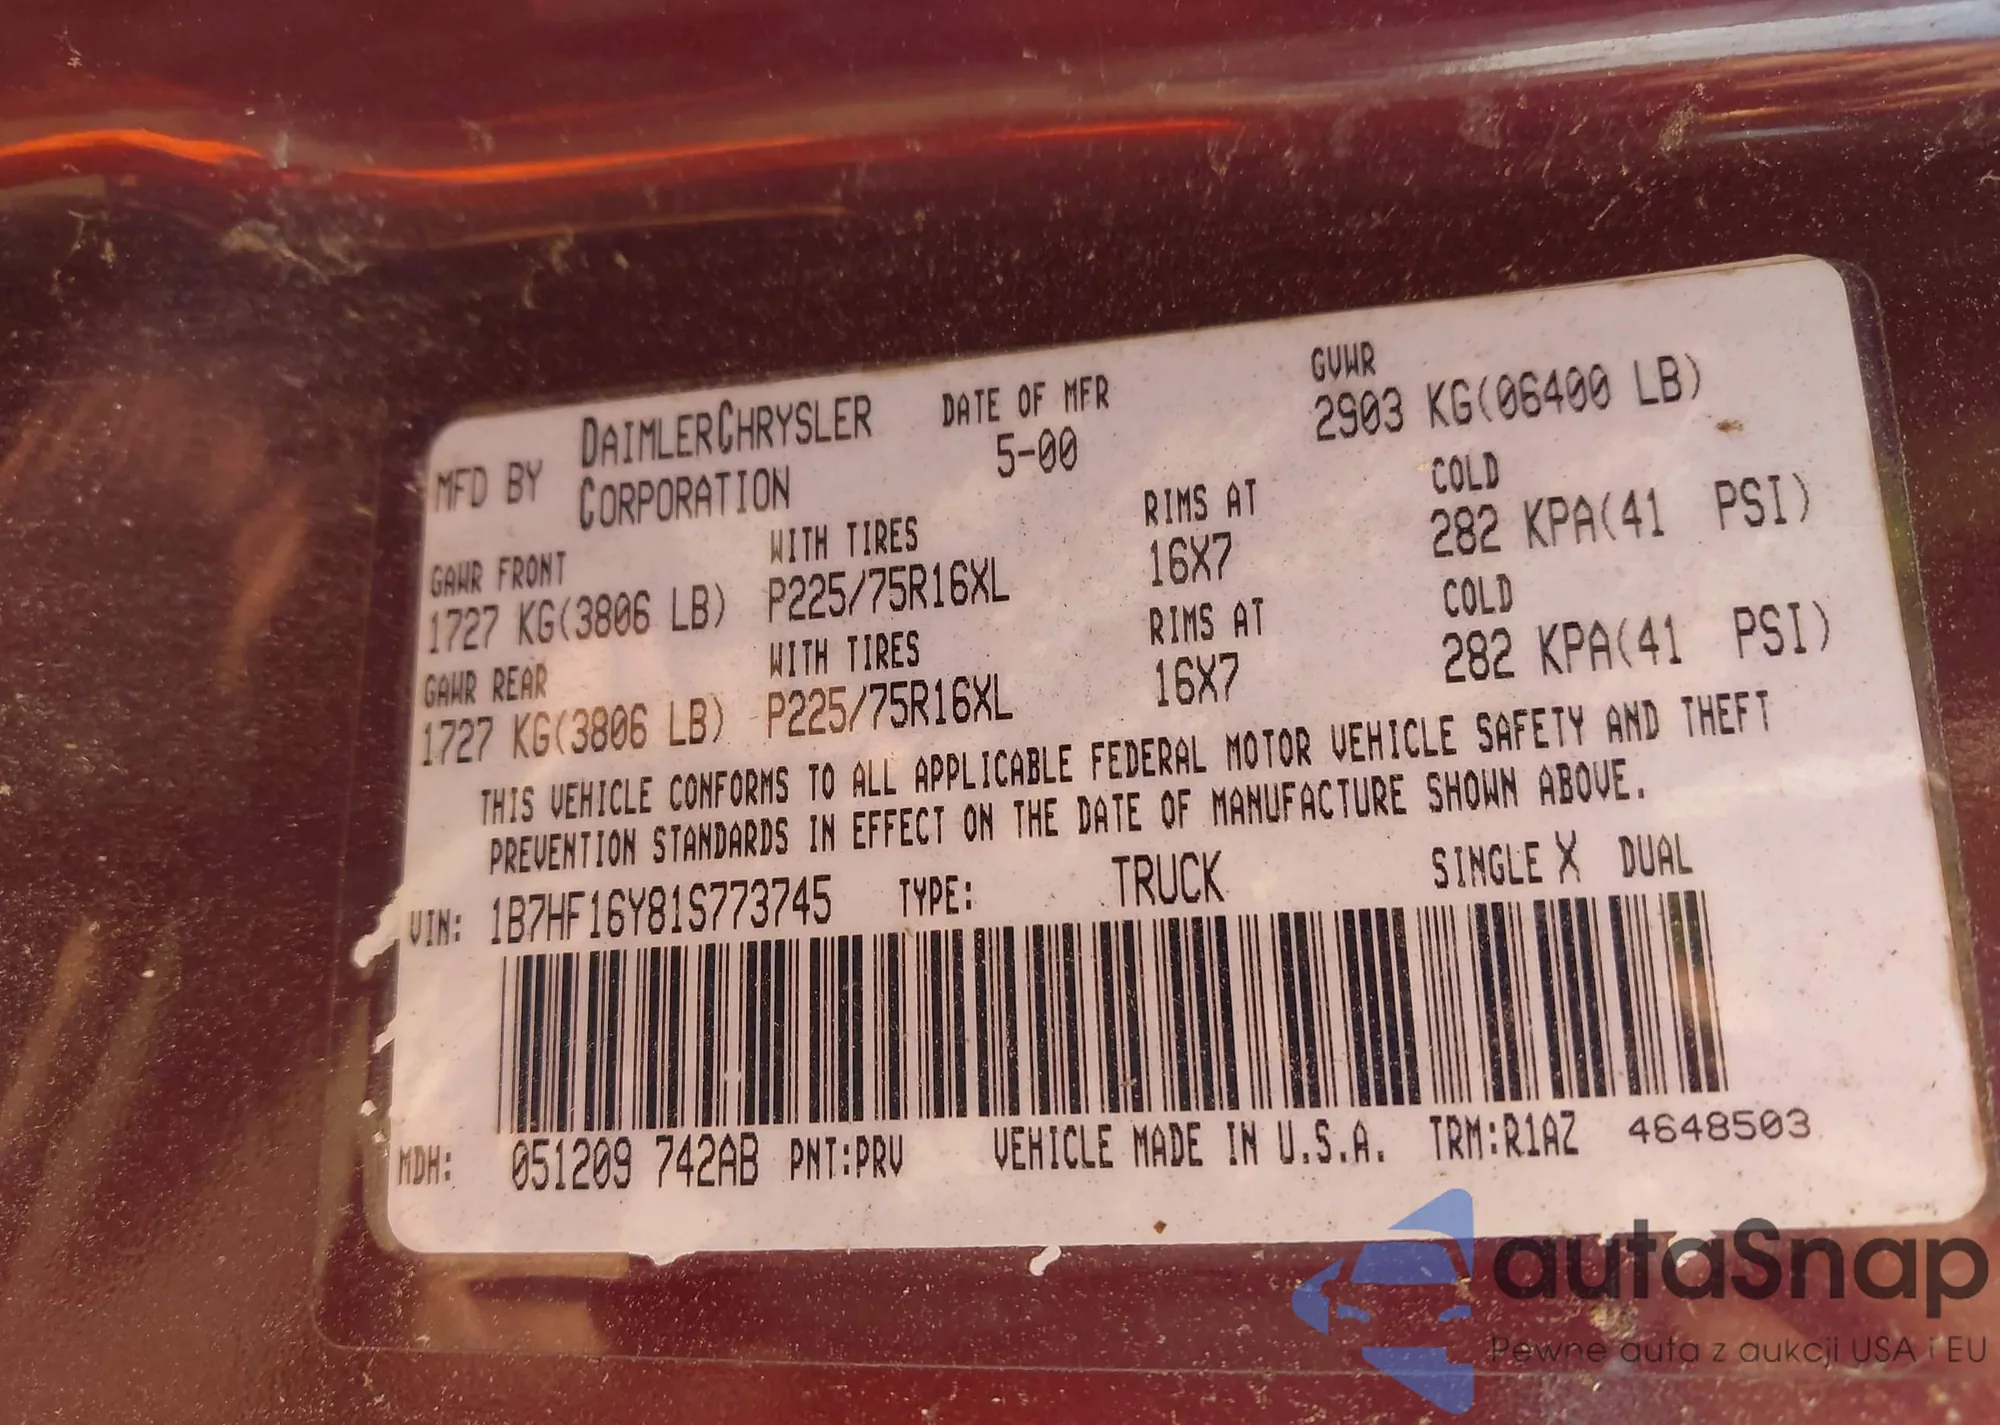 MFD BY DAIMLERCHRYSLER CORPORATION DATE OF MFR 5-00 GVWR 2903 KG(06400 LB)
GAWR FRONT WITH TIRES RIMS AT COLD
1727 KG(3806 LB) P225/75R16XL 16X7 282 KPA(41 PSI)
GAWR REAR WITH TIRES RIMS AT COLD
1727 KG(3806 LB) P225/75R16XL 16X7 282 KPA(41 PSI)
THIS VEHICLE CONFORMS TO ALL APPLICABLE FEDERAL MOTOR VEHICLE SAFETY AND THEFT
PREVENTION STANDARDS IN EFFECT ON THE DATE OF MANUFACTURE SHOWN ABOVE.
VIN: 1B7HF16Y81S773745 TYPE: TRUCK SINGLE X DUAL
MDH: 051209 742AB PNT:PRV VEHICLE MADE IN U.S.A. TRM:R1AZ 4648503
autaSnap
Pewne auta z aukcji USA i EU